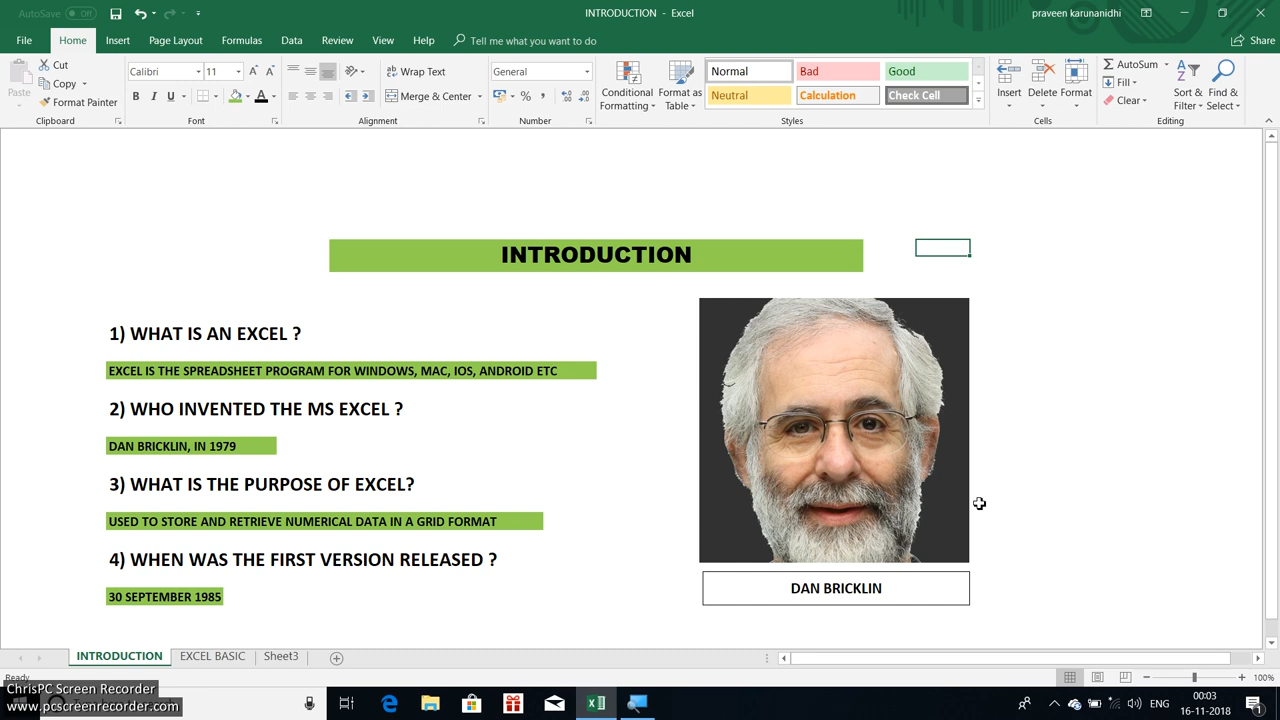 AutoSave Off INTRODUCTION - Excel praveen karunanidhi
File Home Insert Page Layout Formulas Data Review View Help Tell me what you want to do Share
Paste Cut Copy Format Painter Clipboard
Calibri 11 B I U Font
Wrap Text Merge & Center Alignment
General % , Number
Conditional Formatting Format as Table
Normal Bad Good
Neutral Calculation Check Cell
Styles
Insert Delete Format Cells
AutoSum Fill Clear Sort & Filter Find & Select Editing
INTRODUCTION
1) WHAT IS AN EXCEL ?
EXCEL IS THE SPREADSHEET PROGRAM FOR WINDOWS, MAC, IOS, ANDROID ETC
2) WHO INVENTED THE MS EXCEL ?
DAN BRICKLIN, IN 1979
3) WHAT IS THE PURPOSE OF EXCEL?
USED TO STORE AND RETRIEVE NUMERICAL DATA IN A GRID FORMAT
4) WHEN WAS THE FIRST VERSION RELEASED ?
30 SEPTEMBER 1985
DAN BRICKLIN
INTRODUCTION EXCEL BASIC Sheet3
Ready 100%
ChrisPC Screen Recorder
www.pcscreenrecorder.com
ENG 00:03
16-11-2018 1